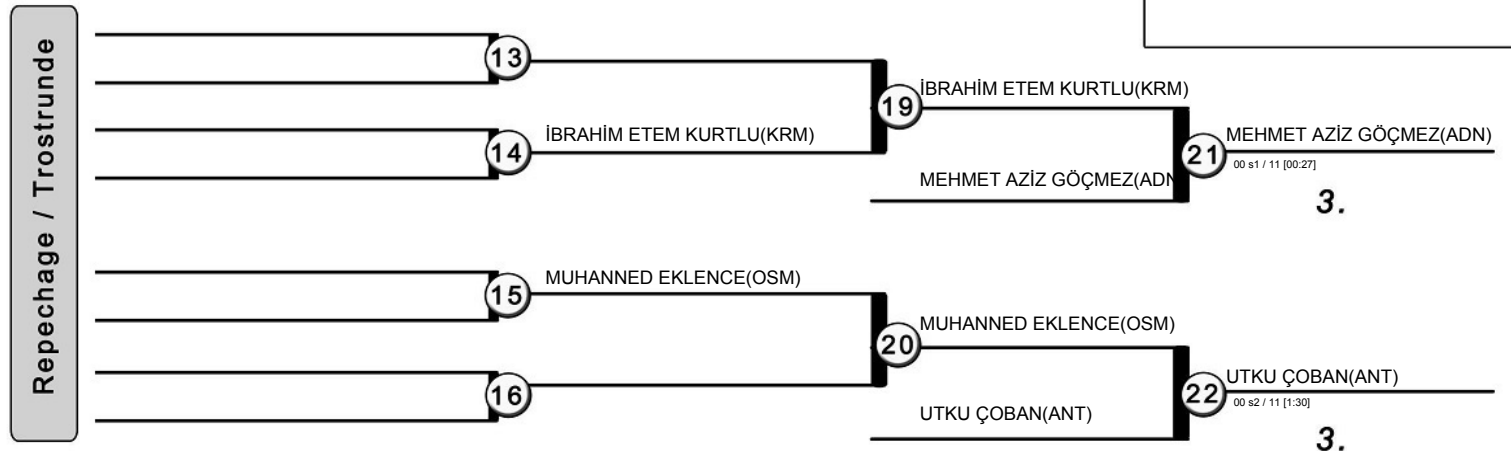 Repechage / Trostrunde
13
14
İBRAHİM ETEM KURTLU(KRM)
19
İBRAHİM ETEM KURTLU(KRM)
MEHMET AZİZ GÖÇMEZ(ADN
21
MEHMET AZİZ GÖÇMEZ(ADN)
00 s1 / 11 [00:27]
3.
15
MUHANNED EKLENCE(OSM)
16
20
MUHANNED EKLENCE(OSM)
UTKU ÇOBAN(ANT)
22
UTKU ÇOBAN(ANT)
00 s2 / 11 [1:30]
3.